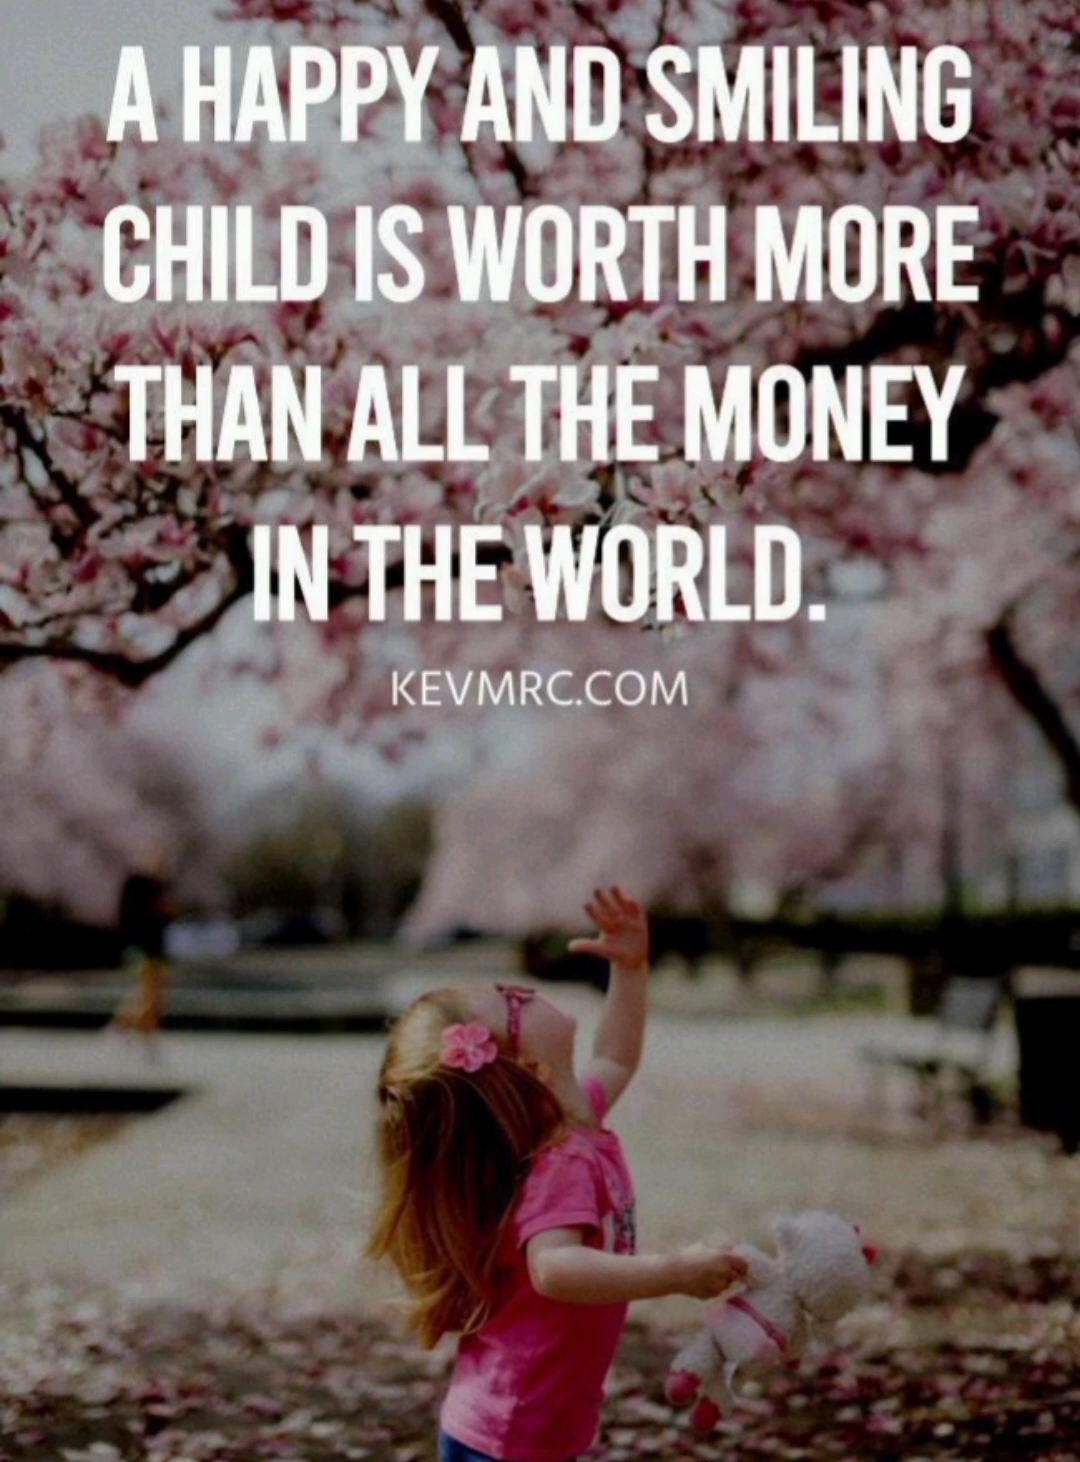 A HAPPY AND SMILING
CHILD IS WORTH MORE
THAN ALL THE MONEY
IN THE WORLD.
KEVMRC.COM